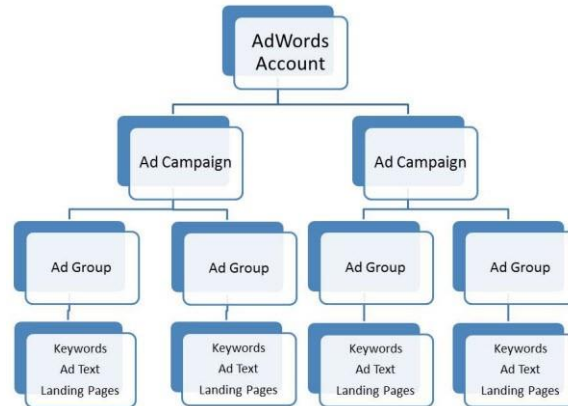 AdWords
Account
Ad Campaign
Ad Campaign
Ad Group
Ad Group
Ad Group
Ad Group
Keywords
Ad Text
Landing Pages
Keywords
Ad Text
Landing Pages
Keywords
Ad Text
Landing Pages
Keywords
Ad Text
Landing Pages